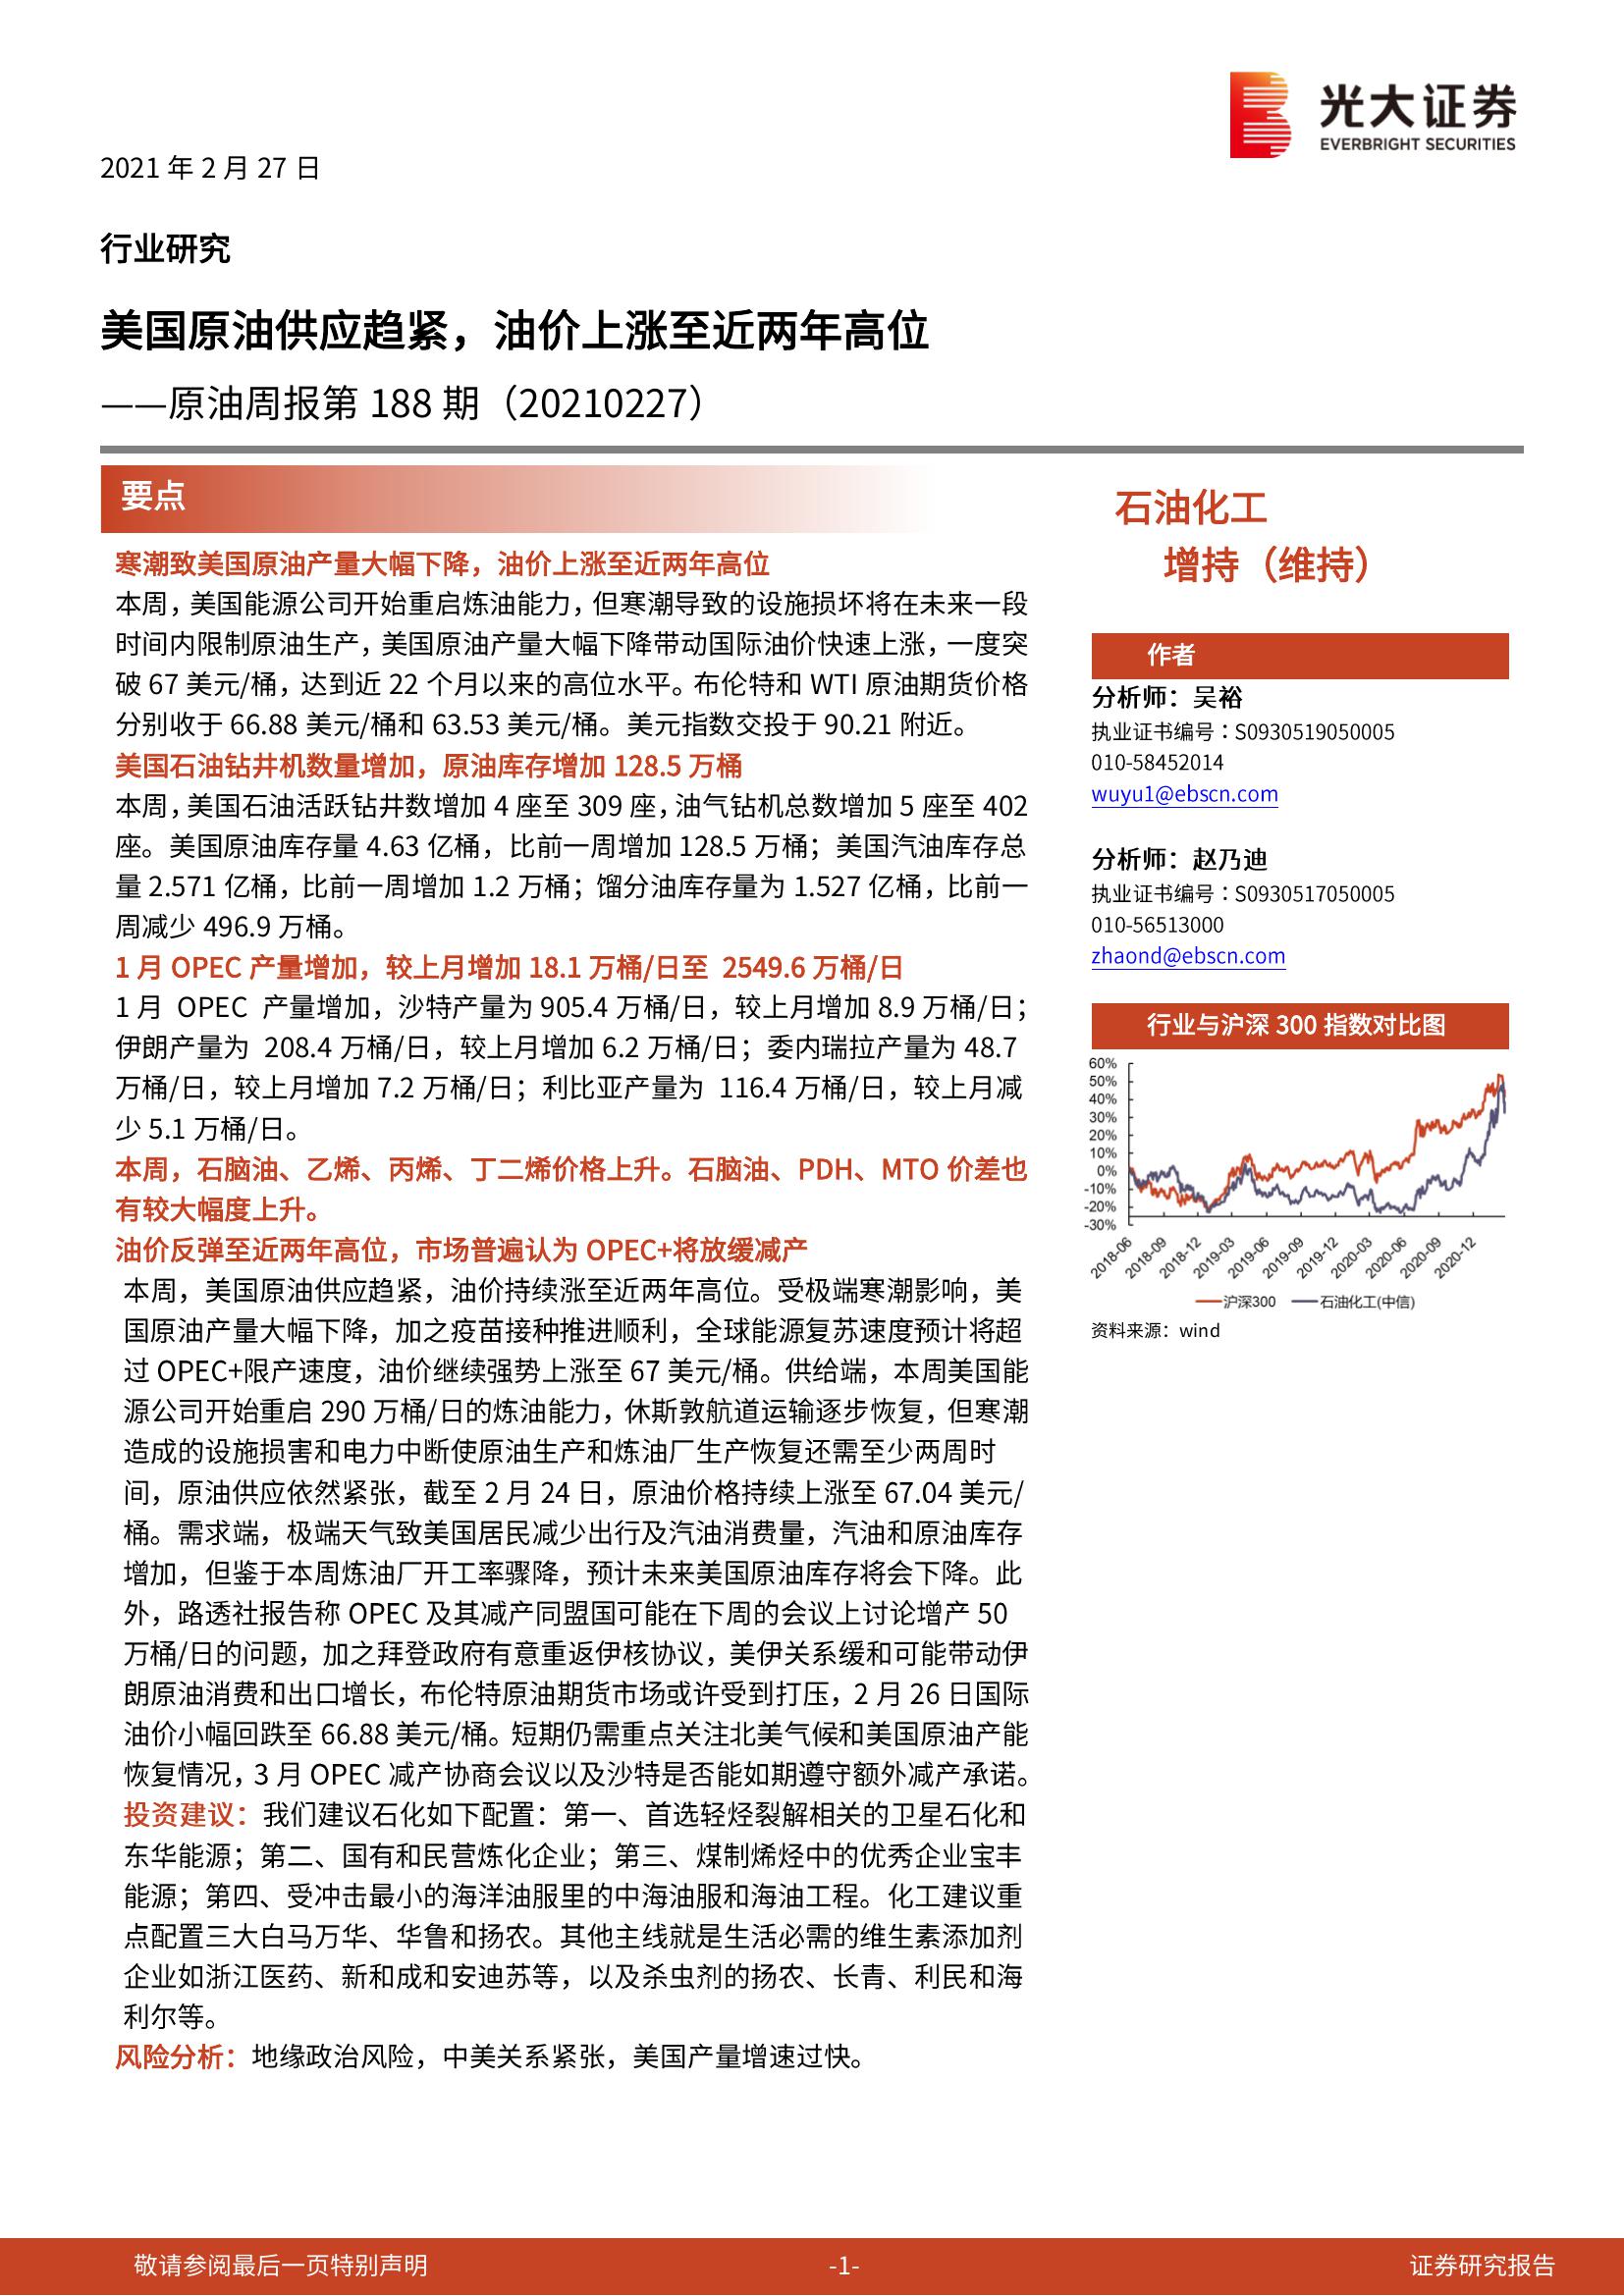 光大证券
EVERBRIGHT SECURITIES
2021 年 2 月 27 日
行业研究
美国原油供应趋紧，油价上涨至近两年高位
——原油周报第 188 期（20210227）
要点
寒潮致美国原油产量大幅下降，油价上涨至近两年高位
本周，美国能源公司开始重启炼油能力，但寒潮导致的设施损坏将在未来一段
时间内限制原油生产，美国原油产量大幅下降带动国际油价快速上涨，一度突
破 67 美元/桶，达到近 22 个月以来的高位水平。布伦特和 WTI 原油期货价格
分别收于 66.88 美元/桶和 63.53 美元/桶。美元指数交投于 90.21 附近。
美国石油钻井机数量增加，原油库存增加 128.5 万桶
本周，美国石油活跃钻井数增加 4 座至 309 座，油气钻机总数增加 5 座至 402
座。美国原油库存量 4.63 亿桶，比前一周增加 128.5 万桶；美国汽油库存总
量 2.571 亿桶，比前一周增加 1.2 万桶；馏分油库存量为 1.527 亿桶，比前一
周减少 496.9 万桶。
1 月 OPEC 产量增加，较上月增加 18.1 万桶/日至 2549.6 万桶/日
1 月 OPEC 产量增加，沙特产量为 905.4 万桶/日，较上月增加 8.9 万桶/日；
伊朗产量为 208.4 万桶/日，较上月增加 6.2 万桶/日；委内瑞拉产量为 48.7
万桶/日，较上月增加 7.2 万桶/日；利比亚产量为 116.4 万桶/日，较上月减
少 5.1 万桶/日。
本周，石脑油、乙烯、丙烯、丁二烯价格上升。石脑油、PDH、MTO 价差也
有较大幅度上升。
油价反弹至近两年高位，市场普遍认为 OPEC+将放缓减产
本周，美国原油供应趋紧，油价持续涨至近两年高位。受极端寒潮影响，美
国原油产量大幅下降，加之疫苗接种推进顺利，全球能源复苏速度预计将超
过 OPEC+限产速度，油价继续强势上涨至 67 美元/桶。供给端，本周美国能
源公司开始重启 290 万桶/日的炼油能力，休斯敦航道运输逐步恢复，但寒潮
造成的设施损害和电力中断使原油生产和炼油厂生产恢复还需至少两周时
间，原油供应依然紧张，截至 2 月 24 日，原油价格持续上涨至 67.04 美元/
桶。需求端，极端天气致美国居民减少出行及汽油消费量，汽油和原油库存
增加，但鉴于本周炼油厂开工率骤降，预计未来美国原油库存将会下降。此
外，路透社报告称 OPEC 及其减产同盟国可能在下周的会议上讨论增产 50
万桶/日的问题，加之拜登政府有意重返伊核协议，美伊关系缓和可能带动伊
朗原油消费和出口增长，布伦特原油期货市场或许受到打压，2 月 26 日国际
油价小幅回跌至 66.88 美元/桶。短期仍需重点关注北美气候和美国原油产能
恢复情况，3 月 OPEC 减产协商会议以及沙特是否能如期遵守额外减产承诺。
投资建议：我们建议石化如下配置：第一、首选轻烃裂解相关的卫星石化和
东华能源；第二、国有和民营炼化企业；第三、煤制烯烃中的优秀企业宝丰
能源；第四、受冲击最小的海洋油服里的中海油服和海油工程。化工建议重
点配置三大白马万华、华鲁和扬农。其他主线就是生活必需的维生素添加剂
企业如浙江医药、新和成和安迪苏等，以及杀虫剂的扬农、长青、利民和海
利尔等。
风险分析：地缘政治风险，中美关系紧张，美国产量增速过快。
石油化工
增持（维持）
作者
分析师：吴裕
执业证书编号：S0930519050005
010-58452014
wuyu1@ebscn.com
分析师：赵乃迪
执业证书编号：S0930517050005
010-56513000
zhaond@ebscn.com
行业与沪深 300 指数对比图
60%
50%
40%
30%
20%
10%
0%
-10%
-20%
-30%
2018-06
2018-09
2018-12
2019-03
2019-06
2019-09
2019-12
2020-03
2020-06
2020-09
2020-12
沪深300 石油化工(中信)
资料来源：wind
敬请参阅最后一页特别声明 -1- 证券研究报告